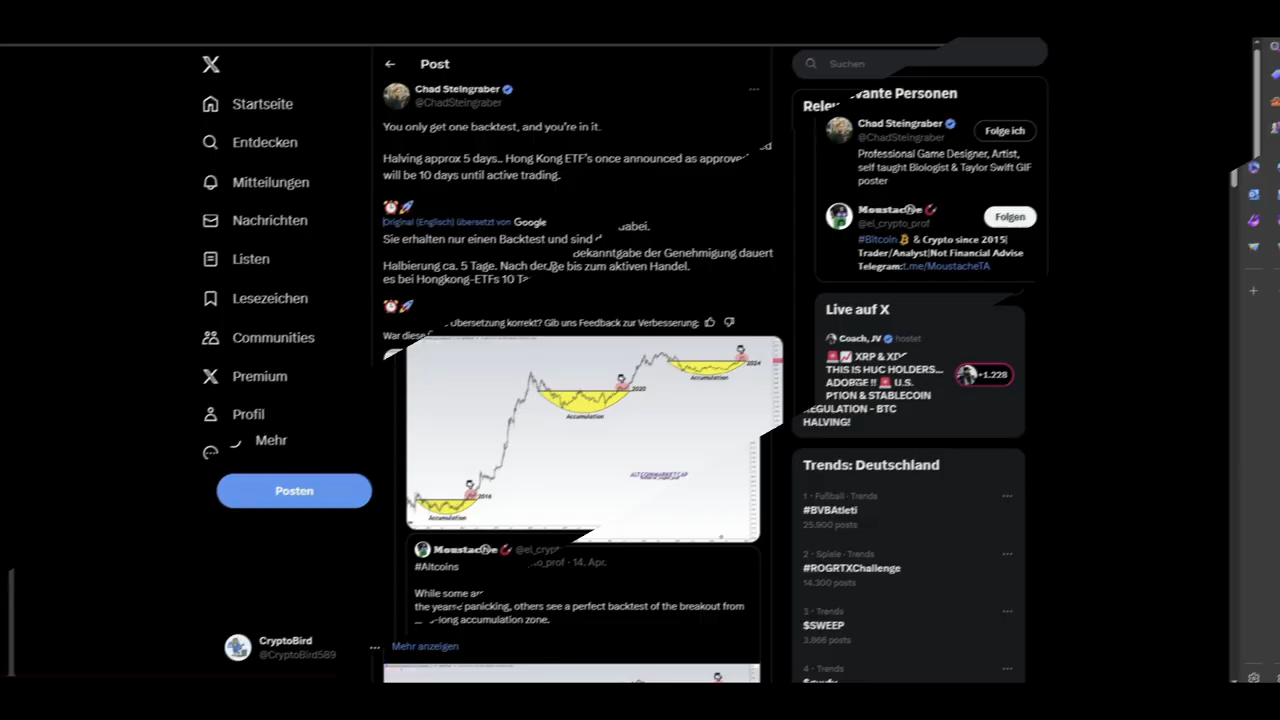 Startseite
Entdecken
Mitteilungen
Nachrichten
Listen
Lesezeichen
Communities
Premium
Profil
Mehr
Posten
CryptoBird
@CryptoBird589
Post
Chad Steingraber
@ChadSteingraber
You only get one backtest, and you're in it.
Halving approx 5 days.. Hong Kong ETF's once announced as approved
will be 10 days until active trading.
⏰🚀
Original (Englisch) übersetzt von Google
Sie erhalten nur einen Backtest und sind dabei.
Halbierung ca. 5 Tage. Nach der Bekanntgabe der Genehmigung dauert
es bei Hongkong-ETFs 10 Tage bis zum aktiven Handel.
⏰🚀
War diese Übersetzung korrekt? Gib uns Feedback zur Verbesserung:
2016
Accumulation
2020
Accumulation
2024
Accumulation
ALTCOINMARKETCAP
Moustacⓗe @el_crypto_prof · 14. Apr.
#Altcoins
While some are panicking, others see a perfect backtest of the breakout from
the years-long accumulation zone.
Mehr anzeigen
Suchen
Relevante Personen
Chad Steingraber
@ChadSteingraber
Folge ich
Professional Game Designer, Artist,
self taught Biologist & Taylor Swift GIF
poster
Moustacⓗe
@el_crypto_prof
Folgen
#Bitcoin & Crypto since 2015|
Trader/Analyst|Not Financial Advise
Telegram:t.me/MoustacheTA
Live auf X
Coach, JV hostet
🚨📈 XRP &
THIS IS HUGE HOLDERS...
🚨 U.S.
& STABLECOIN
REGULATION - BTC
HALVING!
+1.228
Trends: Deutschland
1 · Fußball · Trends
#BVBAtleti
25.900 posts
2 · Spiele · Trends
#ROGRTXChallenge
14.300 posts
3 · Trends
$SWEEP
3.866 posts
4 · Trends